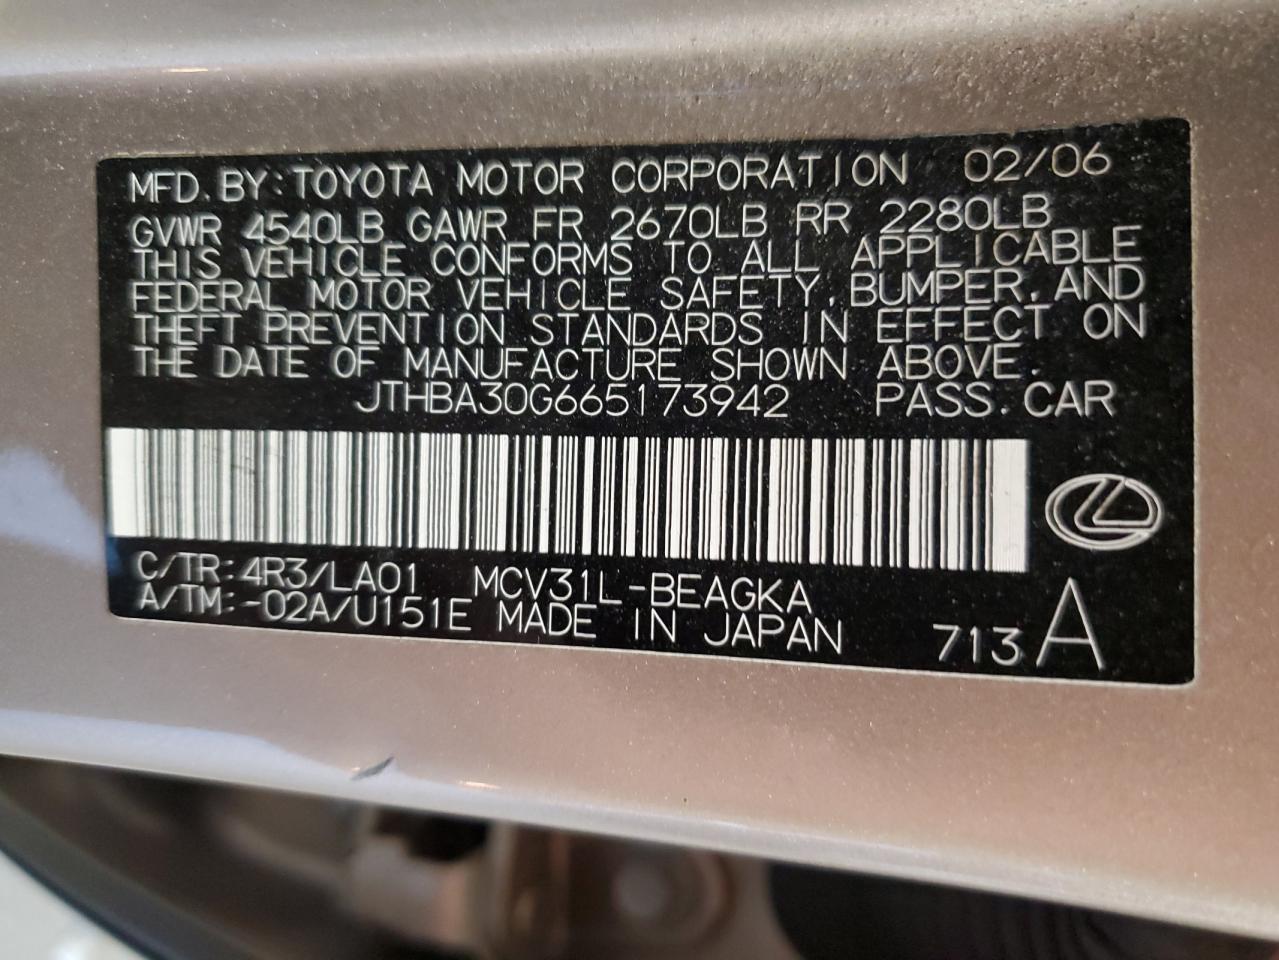 MFD. BY: TOYOTA MOTOR CORPORATION 02/06
GVWR 4540LB GAWR FR 2670LB RR 2280LB
THIS VEHICLE CONFORMS TO ALL APPLICABLE
FEDERAL MOTOR VEHICLE SAFETY, BUMPER, AND
THEFT PREVENTION STANDARDS IN EFFECT ON
THE DATE OF MANUFACTURE SHOWN ABOVE.
JTHBA30G665173942 PASS. CAR
C/TR: 4R3/LA01 MCV31L-BEAGKA
A/TM: -02A/U151E MADE IN JAPAN 713 A